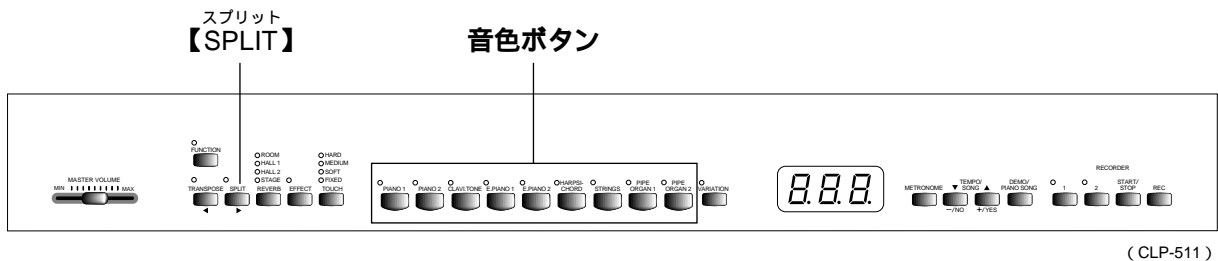 スプリット
【SPLIT】
音色ボタン
FUNCTION
ROOM
HALL 1
HALL 2
STAGE
HARD
MEDIUM
SOFT
FIXED
MASTER VOLUME
MIN MAX
TRANSPOSE SPLIT REVERB EFFECT TOUCH
◀ ▶
PIANO 1 PIANO 2 CLAVI.TONE E.PIANO 1 E.PIANO 2 HARPSI-
CHORD STRINGS PIPE
ORGAN 1 PIPE
ORGAN 2 VARIATION
8.8.8.
METRONOME
TEMPO/
▼ SONG ▲
−/NO +/YES
DEMO/
PIANO SONG
RECORDER
1 2 START/
STOP REC
(CLP-511)